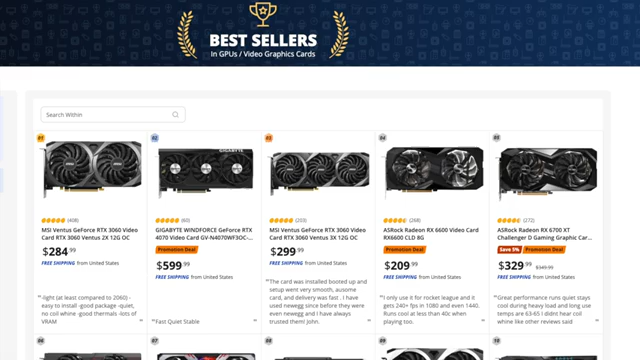 BEST SELLERS
In GPUs / Video Graphics Cards
Search Within
#1
#2
#3
#4
#5
(408)
MSI Ventus GeForce RTX 3060 Video
Card RTX 3060 Ventus 2X 12G OC
$284.99
FREE SHIPPING from United States
light (at least compared to 2060) -
easy to install -good package -quiet,
no coil whine -good thermals -lots of
VRAM
GIGABYTE
(60)
GIGABYTE WINDFORCE GeForce RTX
4070 Video Card GV-N4070WF3OC-...
Promotion Deal
$599.99
FREE SHIPPING from United States
Fast Quiet Stable
(203)
MSI Ventus GeForce RTX 3060 Video
Card RTX 3060 Ventus 3X 12G OC
$299.99
FREE SHIPPING from United States
The card was installed booted up and
setup went very smooth, ausome
card, and delivery was fast . I have
used newegg since before they were
even newegg and I have always
trusted them! John.
(268)
ASRock Radeon RX 6600 Video Card
RX6600 CLD 8G
Promotion Deal
$209.99
FREE SHIPPING from United States
I only use it for rocket league and it
gets 240+ fps in 1080 and even 1440.
Runs cool at less than 40c when
playing too.
(272)
ASRock Radeon RX 6700 XT
Challenger D Gaming Graphic Car...
Save 5% Promotion Deal
$329.99 $349.99
FREE SHIPPING from United States
Great performance runs quiet stays
cool during heavy load and long use
temps are 63-65 I didnt hear coil
whine like other reviews said
#6
#7
#8
#9
#10